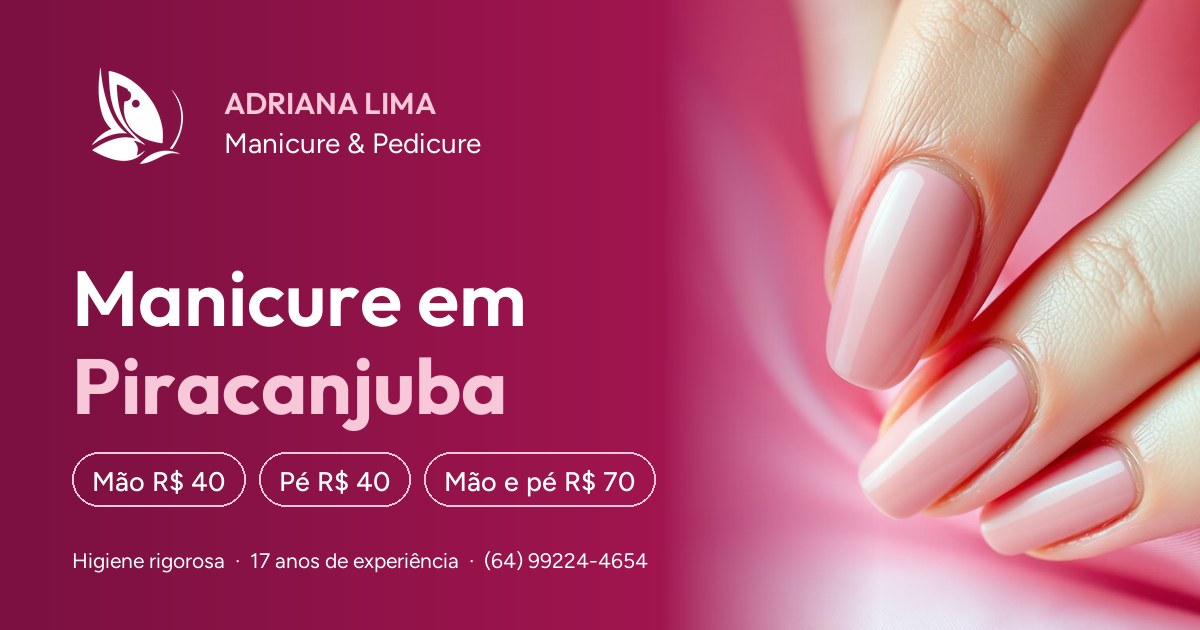 ADRIANA LIMA
Manicure & Pedicure
Manicure em
Piracanjuba
Mão R$ 40
Pé R$ 40
Mão e pé R$ 70
Higiene rigorosa · 17 anos de experiência · (64) 99224-4654